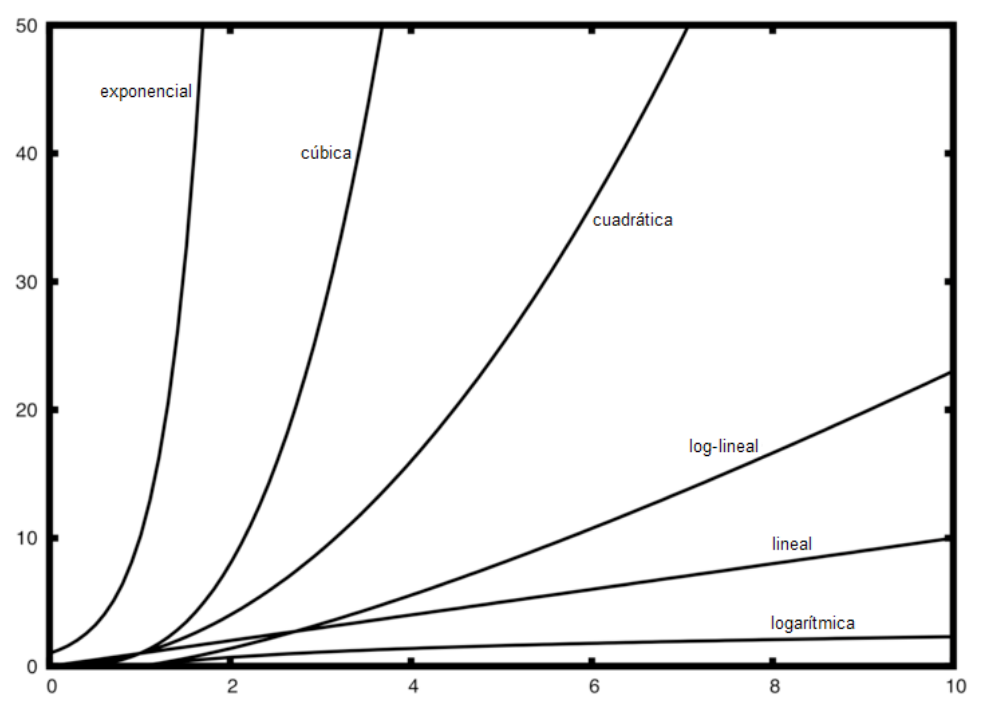 50
exponencial
40
cúbica
cuadrática
30
20
log-lineal
10
lineal
logarítmica
0
0 2 4 6 8 10